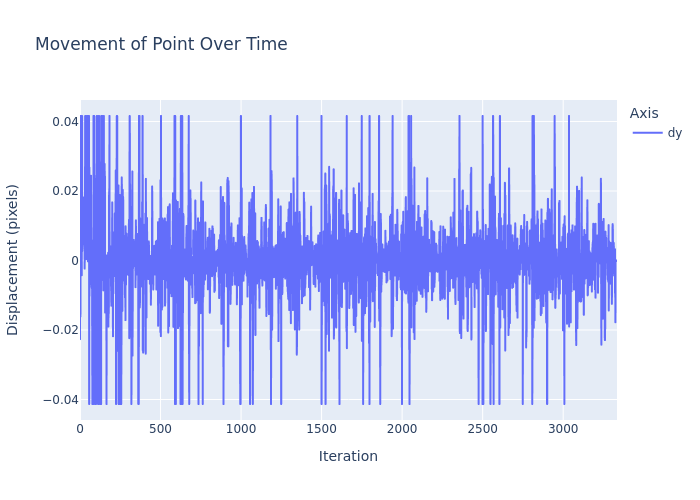 Movement of Point Over Time
Displacement (pixels)
0.04
0.02
0
−0.02
−0.04
0
500
1000
1500
2000
2500
3000
Iteration
Axis
dy